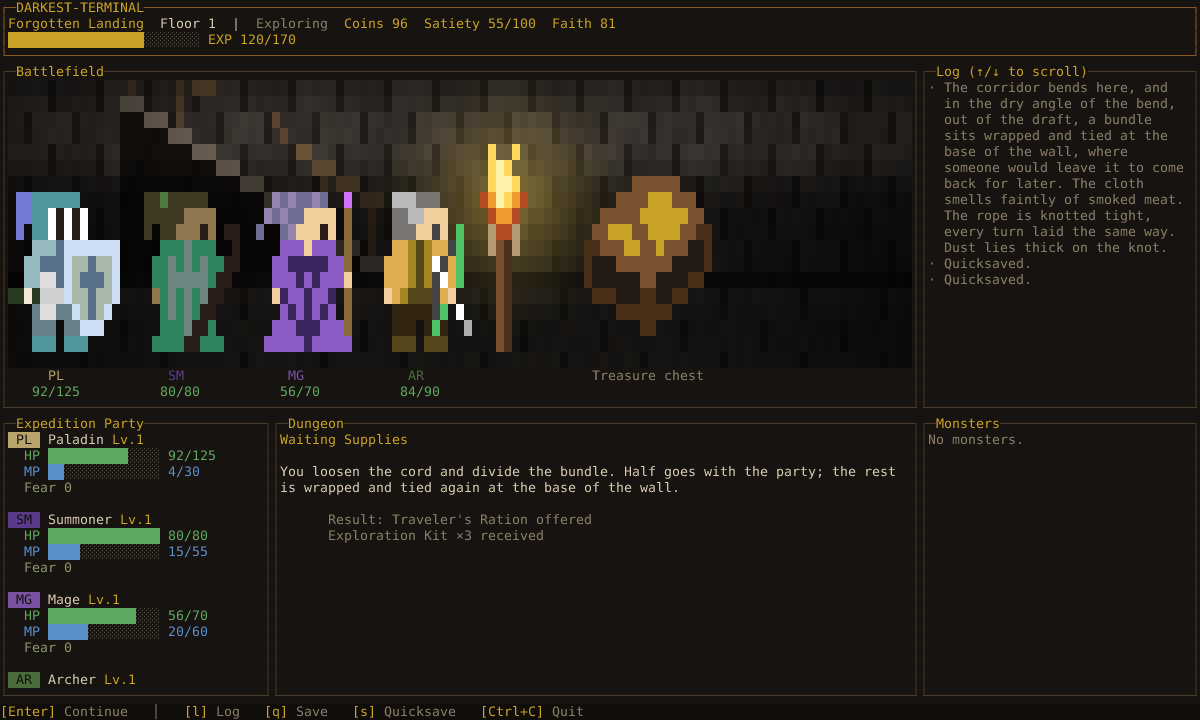 DARKEST-TERMINAL
Forgotten Landing  Floor 1  |  Exploring  Coins 96  Satiety 55/100  Faith 81
EXP 120/170
Battlefield
PL  SM  MG  AR  Treasure chest
92/125  80/80  56/70  84/90
Log (↑/↓ to scroll)
· The corridor bends here, and
in the dry angle of the bend,
out of the draft, a bundle
sits wrapped and tied at the
base of the wall, where
someone would leave it to come
back for later. The cloth
smells faintly of smoked meat.
The rope is knotted tight,
every turn laid the same way.
Dust lies thick on the knot.
· Quicksaved.
· Quicksaved.
Expedition Party
PL Paladin Lv.1
HP 92/125
MP 4/30
Fear 0
SM Summoner Lv.1
HP 80/80
MP 15/55
Fear 0
MG Mage Lv.1
HP 56/70
MP 20/60
Fear 0
AR Archer Lv.1
Dungeon
Waiting Supplies
You loosen the cord and divide the bundle. Half goes with the party; the rest
is wrapped and tied again at the base of the wall.
Result: Traveler's Ration offered
Exploration Kit ×3 received
Monsters
No monsters.
[Enter] Continue  │  [l] Log  [q] Save  [s] Quicksave  [Ctrl+C] Quit